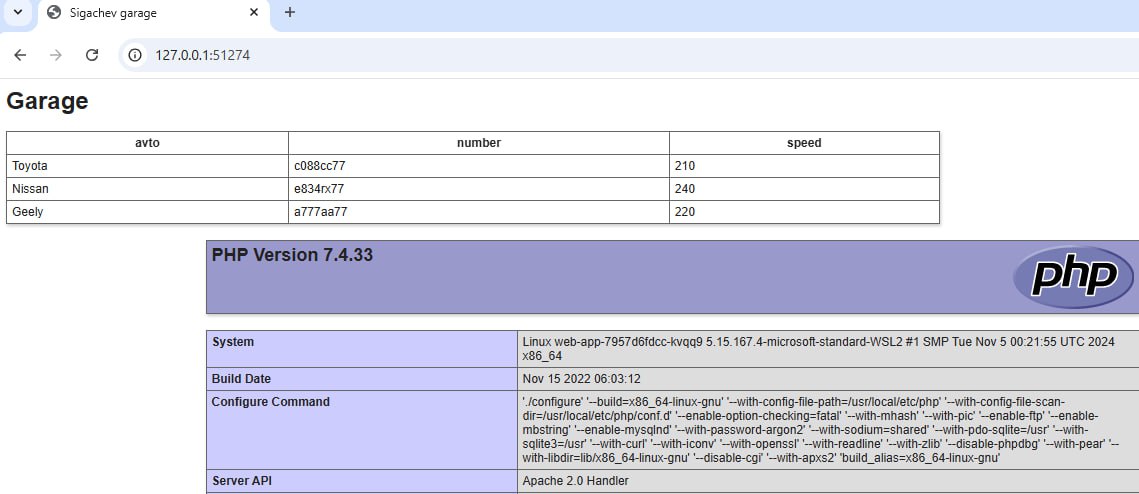 Sigachev garage
127.0.0.1:51274
Garage
avto number speed
Toyota c088cc77 210
Nissan e834rx77 240
Geely a777aa77 220
PHP Version 7.4.33
php
System Linux web-app-7957d6fdcc-kvqq9 5.15.167.4-microsoft-standard-WSL2 #1 SMP Tue Nov 5 00:21:55 UTC 2024
x86_64
Build Date Nov 15 2022 06:03:12
Configure Command './configure' '--build=x86_64-linux-gnu' '--with-config-file-path=/usr/local/etc/php' '--with-config-file-scan-
dir=/usr/local/etc/php/conf.d' '--enable-option-checking=fatal' '--with-mhash' '--with-pic' '--enable-ftp' '--enable-
mbstring' '--enable-mysqlnd' '--with-password-argon2' '--with-sodium=shared' '--with-pdo-sqlite=/usr' '--with-
sqlite3=/usr' '--with-curl' '--with-iconv' '--with-openssl' '--with-readline' '--with-zlib' '--disable-phpdbg' '--with-pear' '--
with-libdir=lib/x86_64-linux-gnu' '--disable-cgi' '--with-apxs2' 'build_alias=x86_64-linux-gnu'
Server API Apache 2.0 Handler